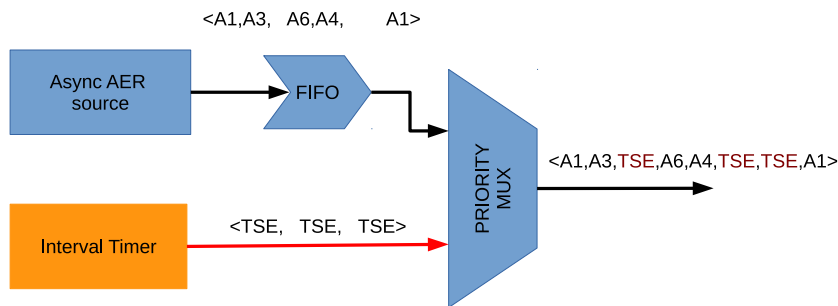 <A1,A3, A6,A4, A1>
Async AER
source
FIFO
PRIORITY
MUX
<A1,A3,TSE,A6,A4,TSE,TSE,A1>
<TSE, TSE, TSE>
Interval Timer